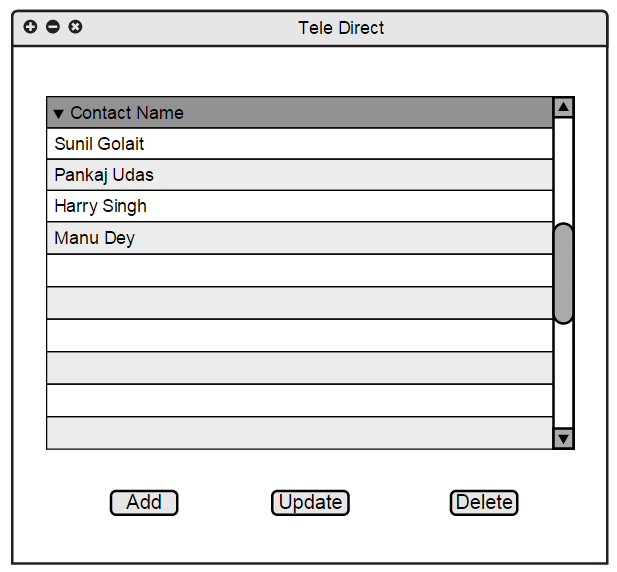 Tele Direct
Contact Name
Sunil Golait
Pankaj Udas
Harry Singh
Manu Dey
Add Update Delete